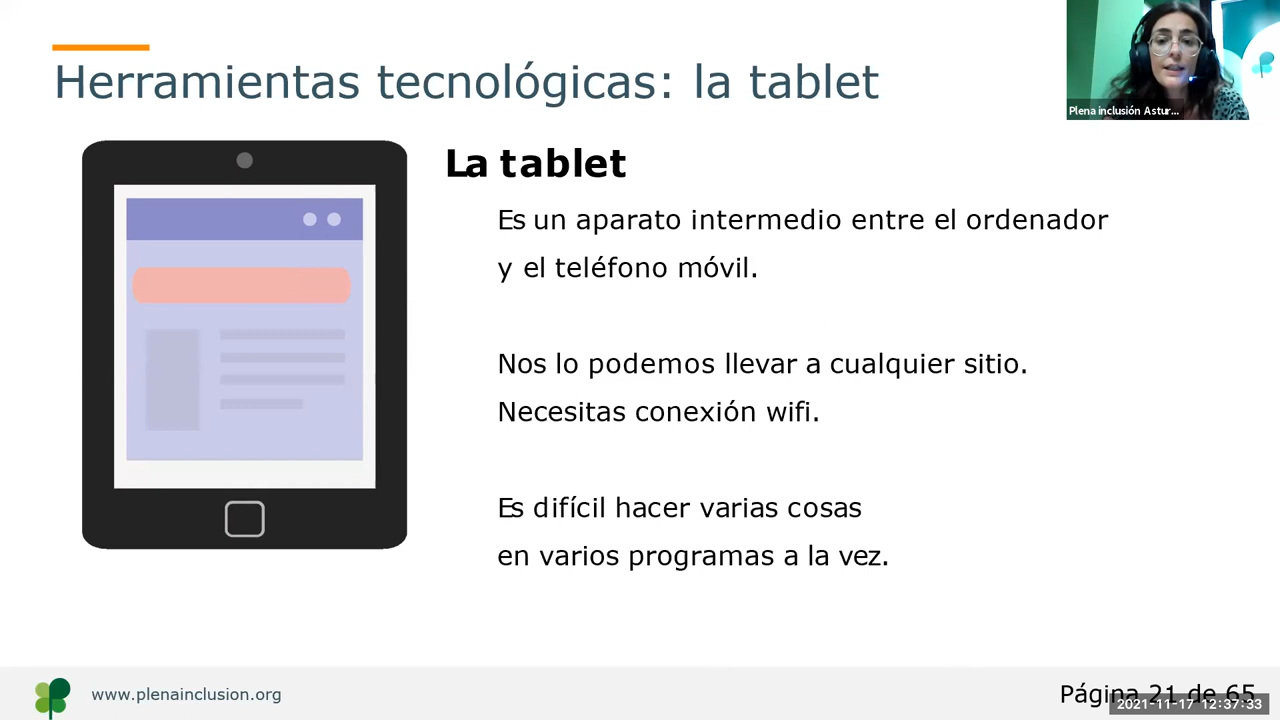 Herramientas tecnológicas: la tablet
Plena inclusión Astur...
La tablet
Es un aparato intermedio entre el ordenador
y el teléfono móvil.
Nos lo podemos llevar a cualquier sitio.
Necesitas conexión wifi.
Es difícil hacer varias cosas
en varios programas a la vez.
www.plenainclusion.org
Página 21 de 65
2021-11-17 12:37:33